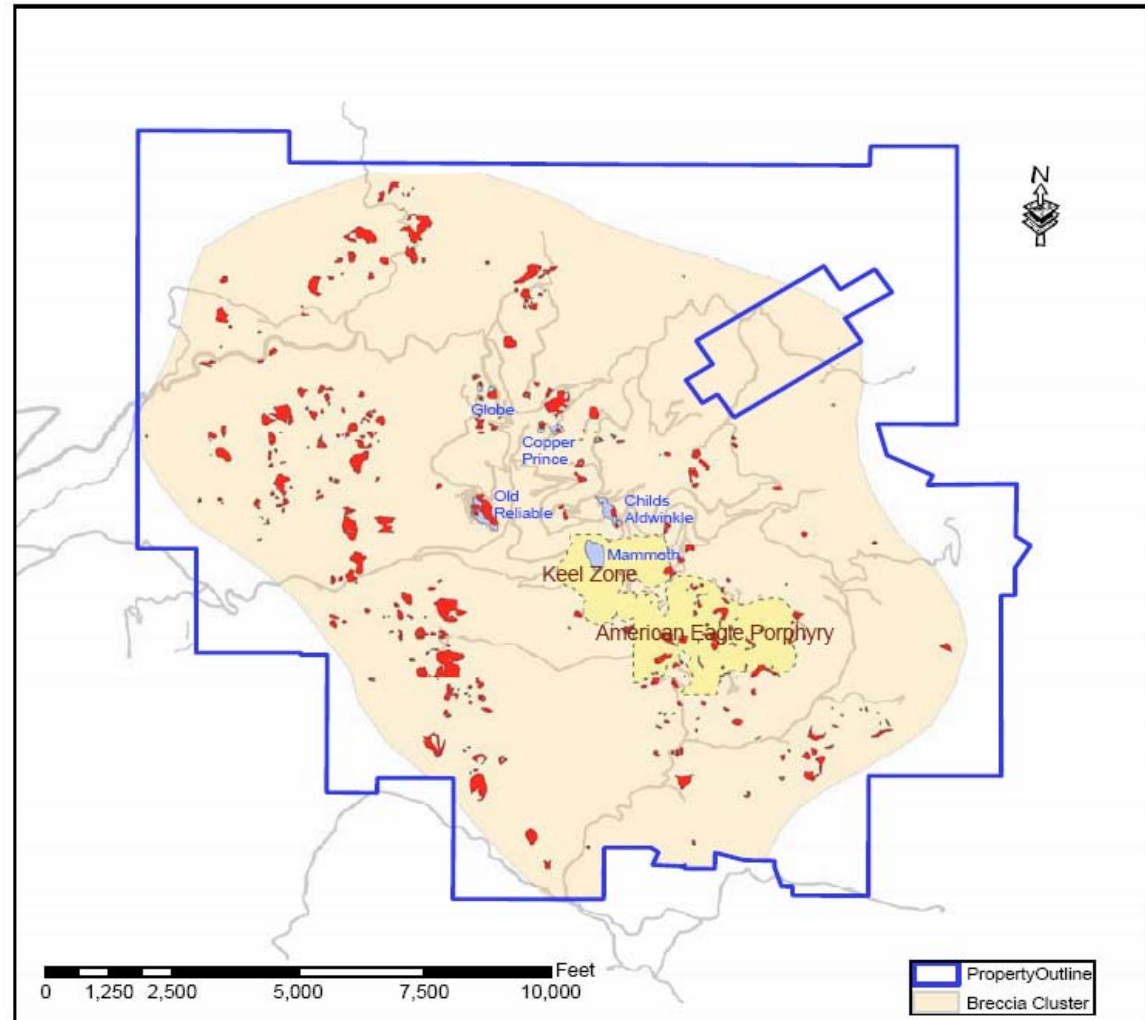 N
Globe
Copper
Prince
Old
Reliable
Childs
Aldwinkle
Mammoth
Keel Zone
American Eagle Porphyry
Feet
0 1,250 2,500 5,000 7,500 10,000
PropertyOutline
Breccia Cluster